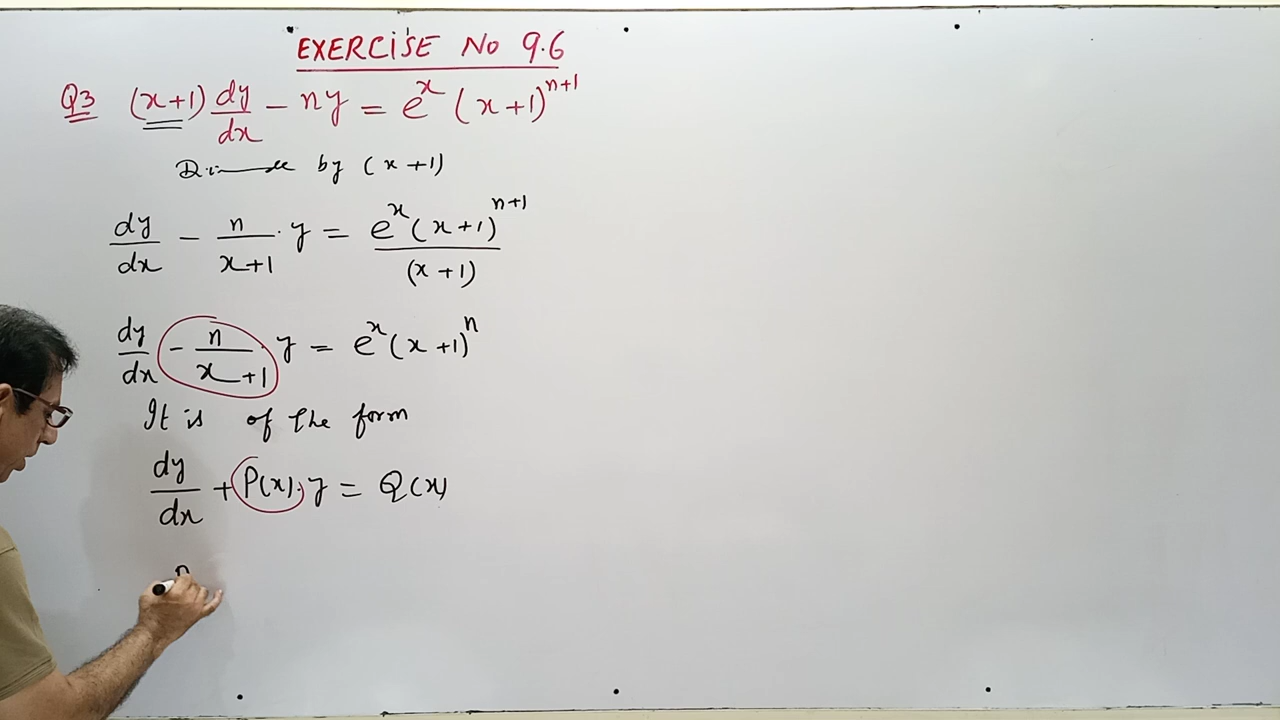 EXERCISE No 9.6
Q3 (x+1) dy/dx - ny = e^x (x+1)^(n+1)
by (x+1)
dy/dx - n/(x+1) . y = e^x (x+1)^(n+1) / (x+1)
dy/dx - n/(x+1) . y = e^x (x+1)^n
It is of the form
dy/dx + P(x). y = Q(x)